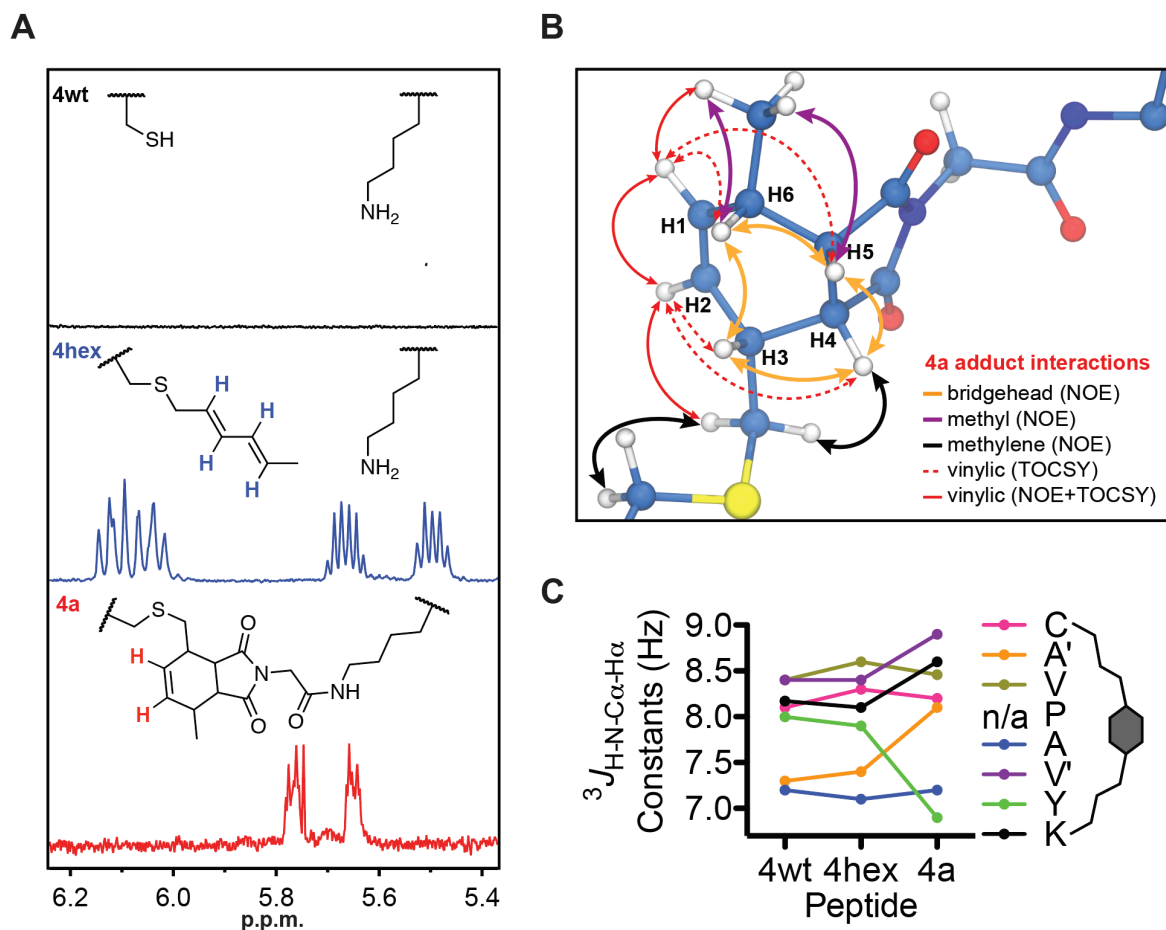 A
4wt
SH
NH2
4hex
S
H
H
H
H
NH2
4a
S
O
H
N
H
O
O
NH
6.2 6.0 5.8 5.6 5.4
p.p.m.
B
H6
H1
H5
H2
H4
H3
4a adduct interactions
bridgehead (NOE)
methyl (NOE)
methylene (NOE)
vinylic (TOCSY)
vinylic (NOE+TOCSY)
C
3JH-N-Cα-Hα
Constants (Hz)
9.0
8.5
8.0
7.5
7.0
4wt 4hex 4a
Peptide
C
A'
V
n/a P
A
V'
Y
K